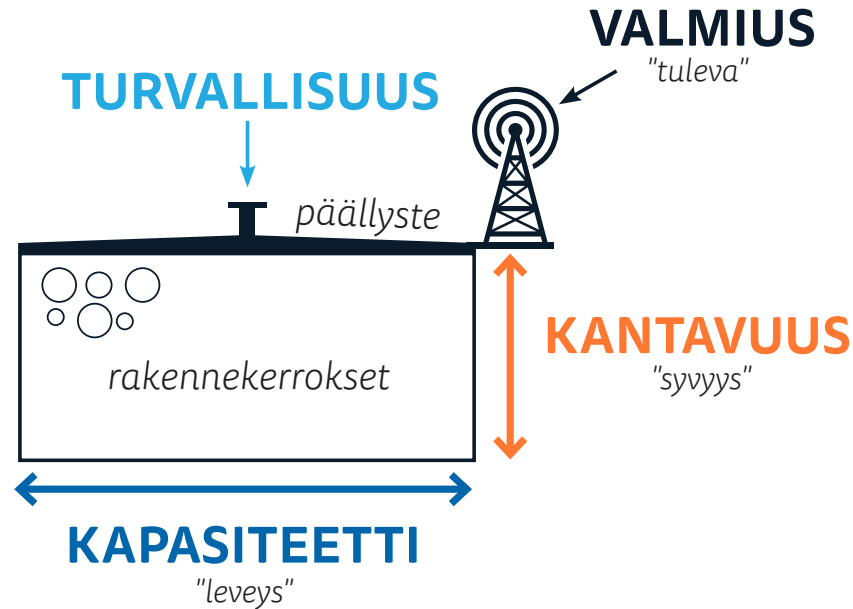 VALMIUS
"tuleva"
TURVALLISUUS
päällyste
KANTAVUUS
"syvyys"
rakennekerrokset
KAPASITEETTI
"leveys"